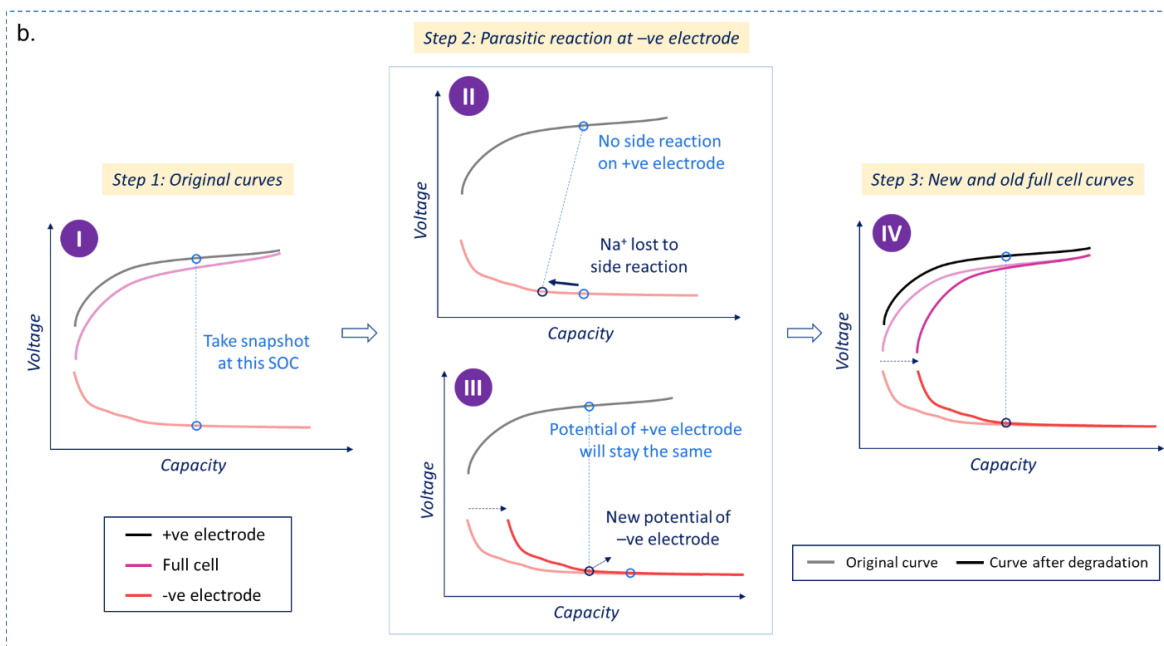 b.
Step 1: Original curves
I
Voltage
Take snapshot
at this SOC
Capacity
+ve electrode
Full cell
-ve electrode
Step 2: Parasitic reaction at –ve electrode
II
Voltage
No side reaction
on +ve electrode
Na⁺ lost to
side reaction
Capacity
III
Voltage
Potential of +ve electrode
will stay the same
New potential of
–ve electrode
Capacity
Step 3: New and old full cell curves
IV
Voltage
Capacity
Original curve
Curve after degradation